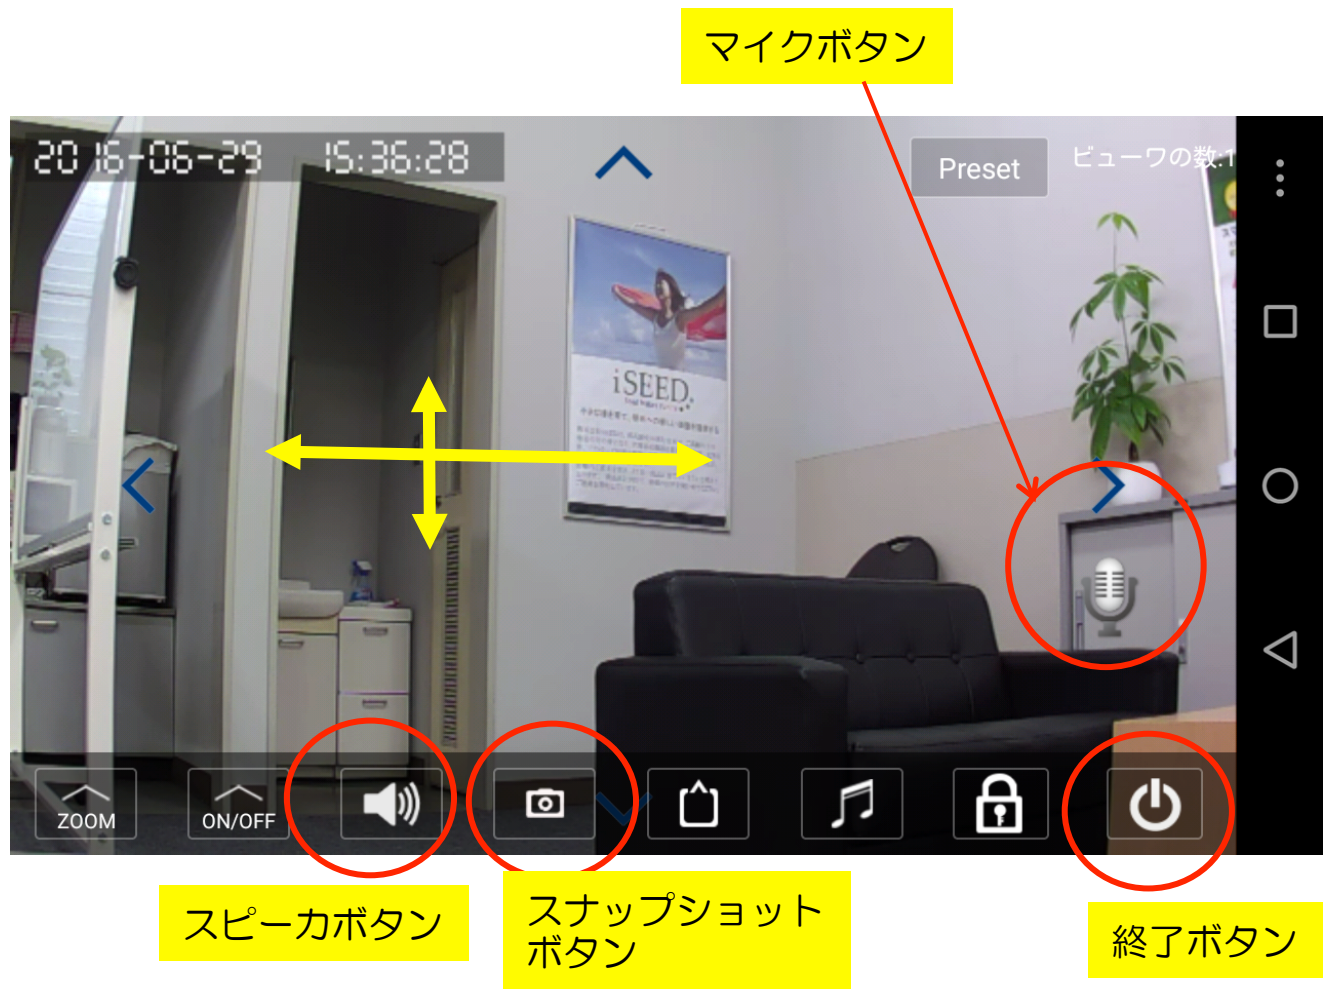 マイクボタン
2016-06-29 15:36:28
Preset
ビューワの数:1
iSEED.
ZOOM
ON/OFF
スピーカボタン
スナップショット
ボタン
終了ボタン